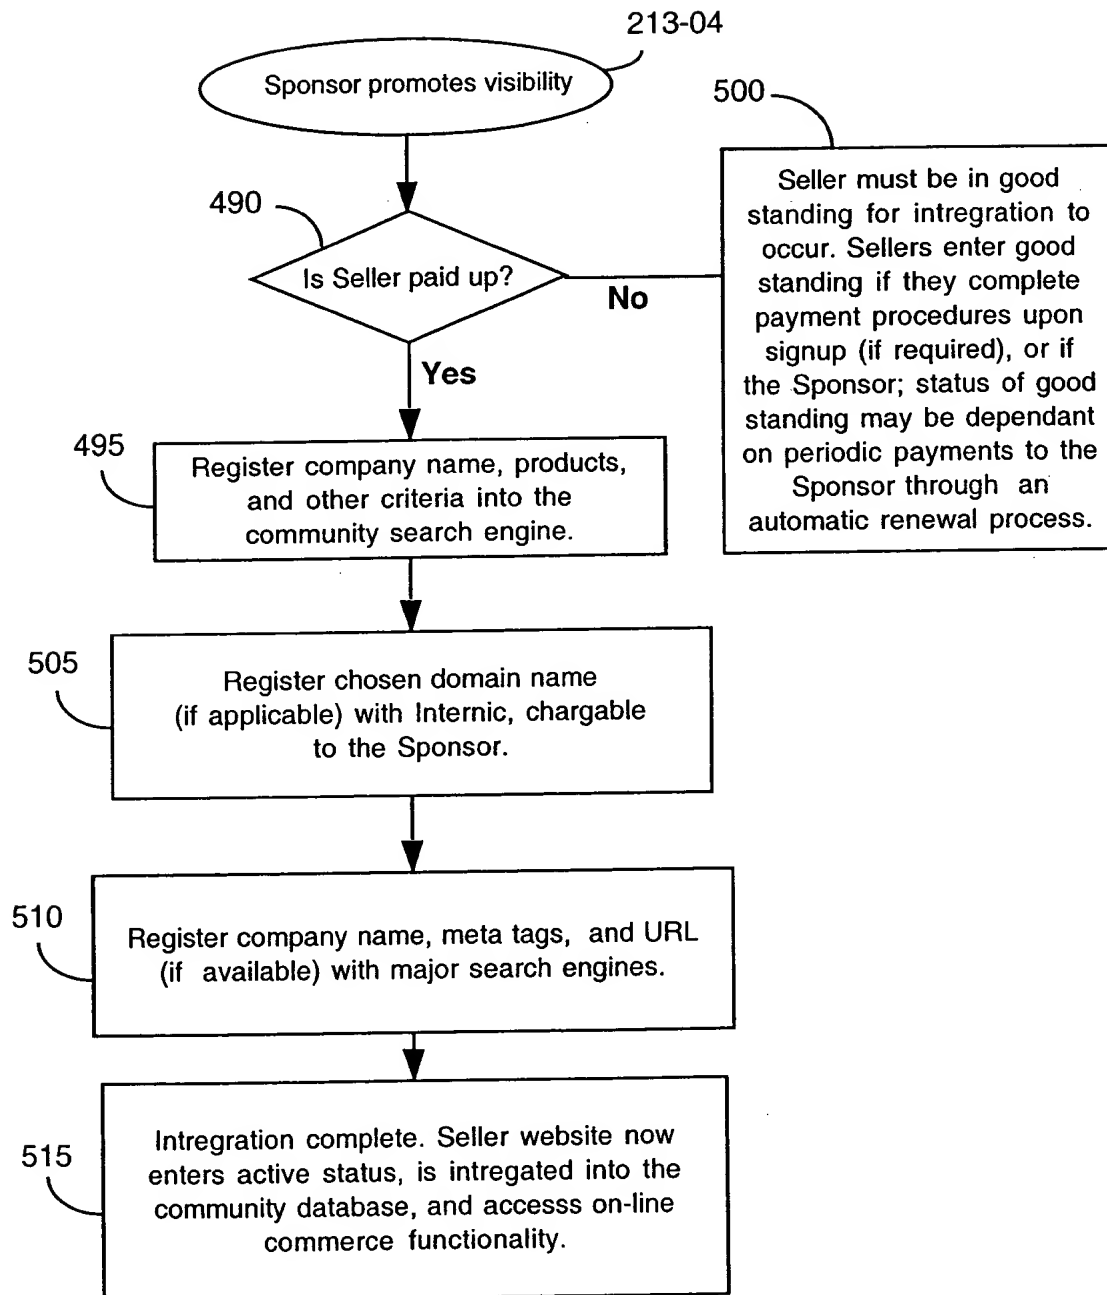 213-04
Sponsor promotes visibility
500
490
Is Seller paid up?
No
Yes
Seller must be in good
standing for intregration to
occur. Sellers enter good
standing if they complete
payment procedures upon
signup (if required), or if
the Sponsor; status of good
standing may be dependant
on periodic payments to the
Sponsor through an
automatic renewal process.
495
Register company name, products,
and other criteria into the
community search engine.
505
Register chosen domain name
(if applicable) with Internic, chargable
to the Sponsor.
510
Register company name, meta tags, and URL
(if available) with major search engines.
515
Intregration complete. Seller website now
enters active status, is intregated into the
community database, and accesss on-line
commerce functionality.